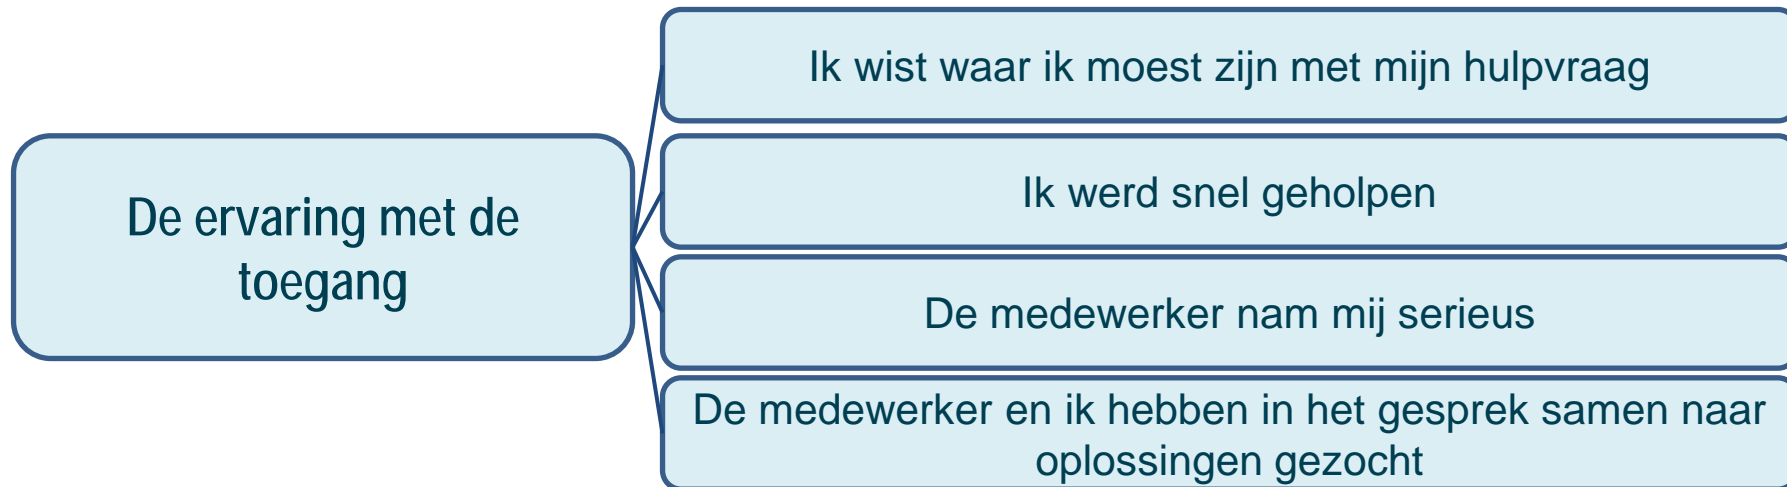 De ervaring met de
toegang
Ik wist waar ik moest zijn met mijn hulpvraag
Ik werd snel geholpen
De medewerker nam mij serieus
De medewerker en ik hebben in het gesprek samen naar
oplossingen gezocht